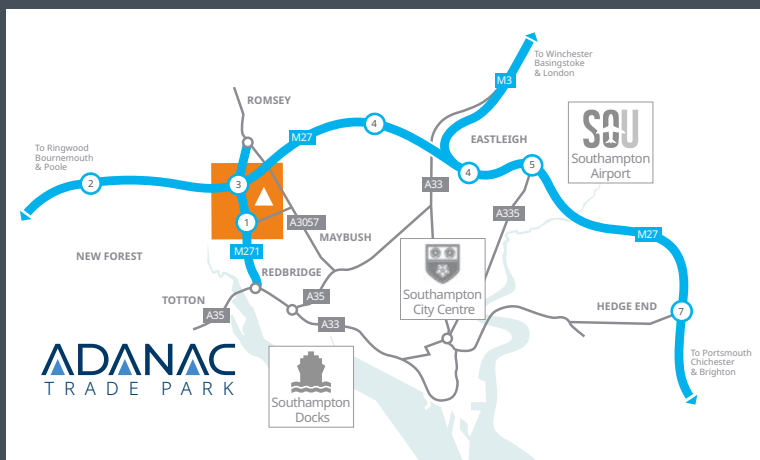 To Winchester
Basingstoke
& London
M3
ROMSEY
SOU
Southampton
Airport
4
M27
EASTLEIGH
To Ringwood
Bournemouth
& Poole
4
5
2
3
A33
A335
1
A3057
M27
MAYBUSH
M271
NEW FOREST
REDBRIDGE
Southampton
City Centre
TOTTON
A35
A35
A33
HEDGE END
7
ADANAC
TRADE PARK
To Portsmouth
Chichester
& Brighton
Southampton
Docks